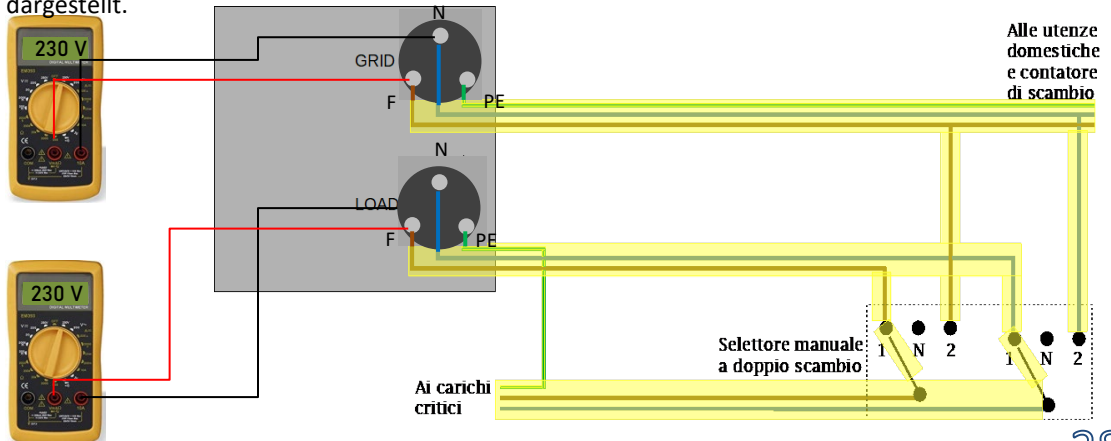 dargestellt.
230 V
N
GRID
F
PE
Alle utenze
domestiche
e contatore
di scambio
N
LOAD
F
PE
230 V
Selettore manuale
a doppio scambio
1 N 2
1 N 2
Ai carichi
critici